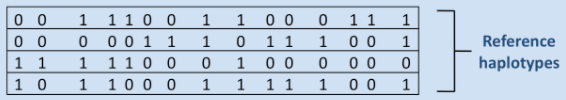 0 0 1 1 1 0 0 1 1 0 0 0 1 1 1
0 0 0 0 0 1 1 1 0 1 1 1 0 0 1
1 1 1 1 1 0 0 0 1 0 0 0 0 0 0
1 0 1 1 0 0 0 1 1 1 1 1 0 0 1
Reference
haplotypes